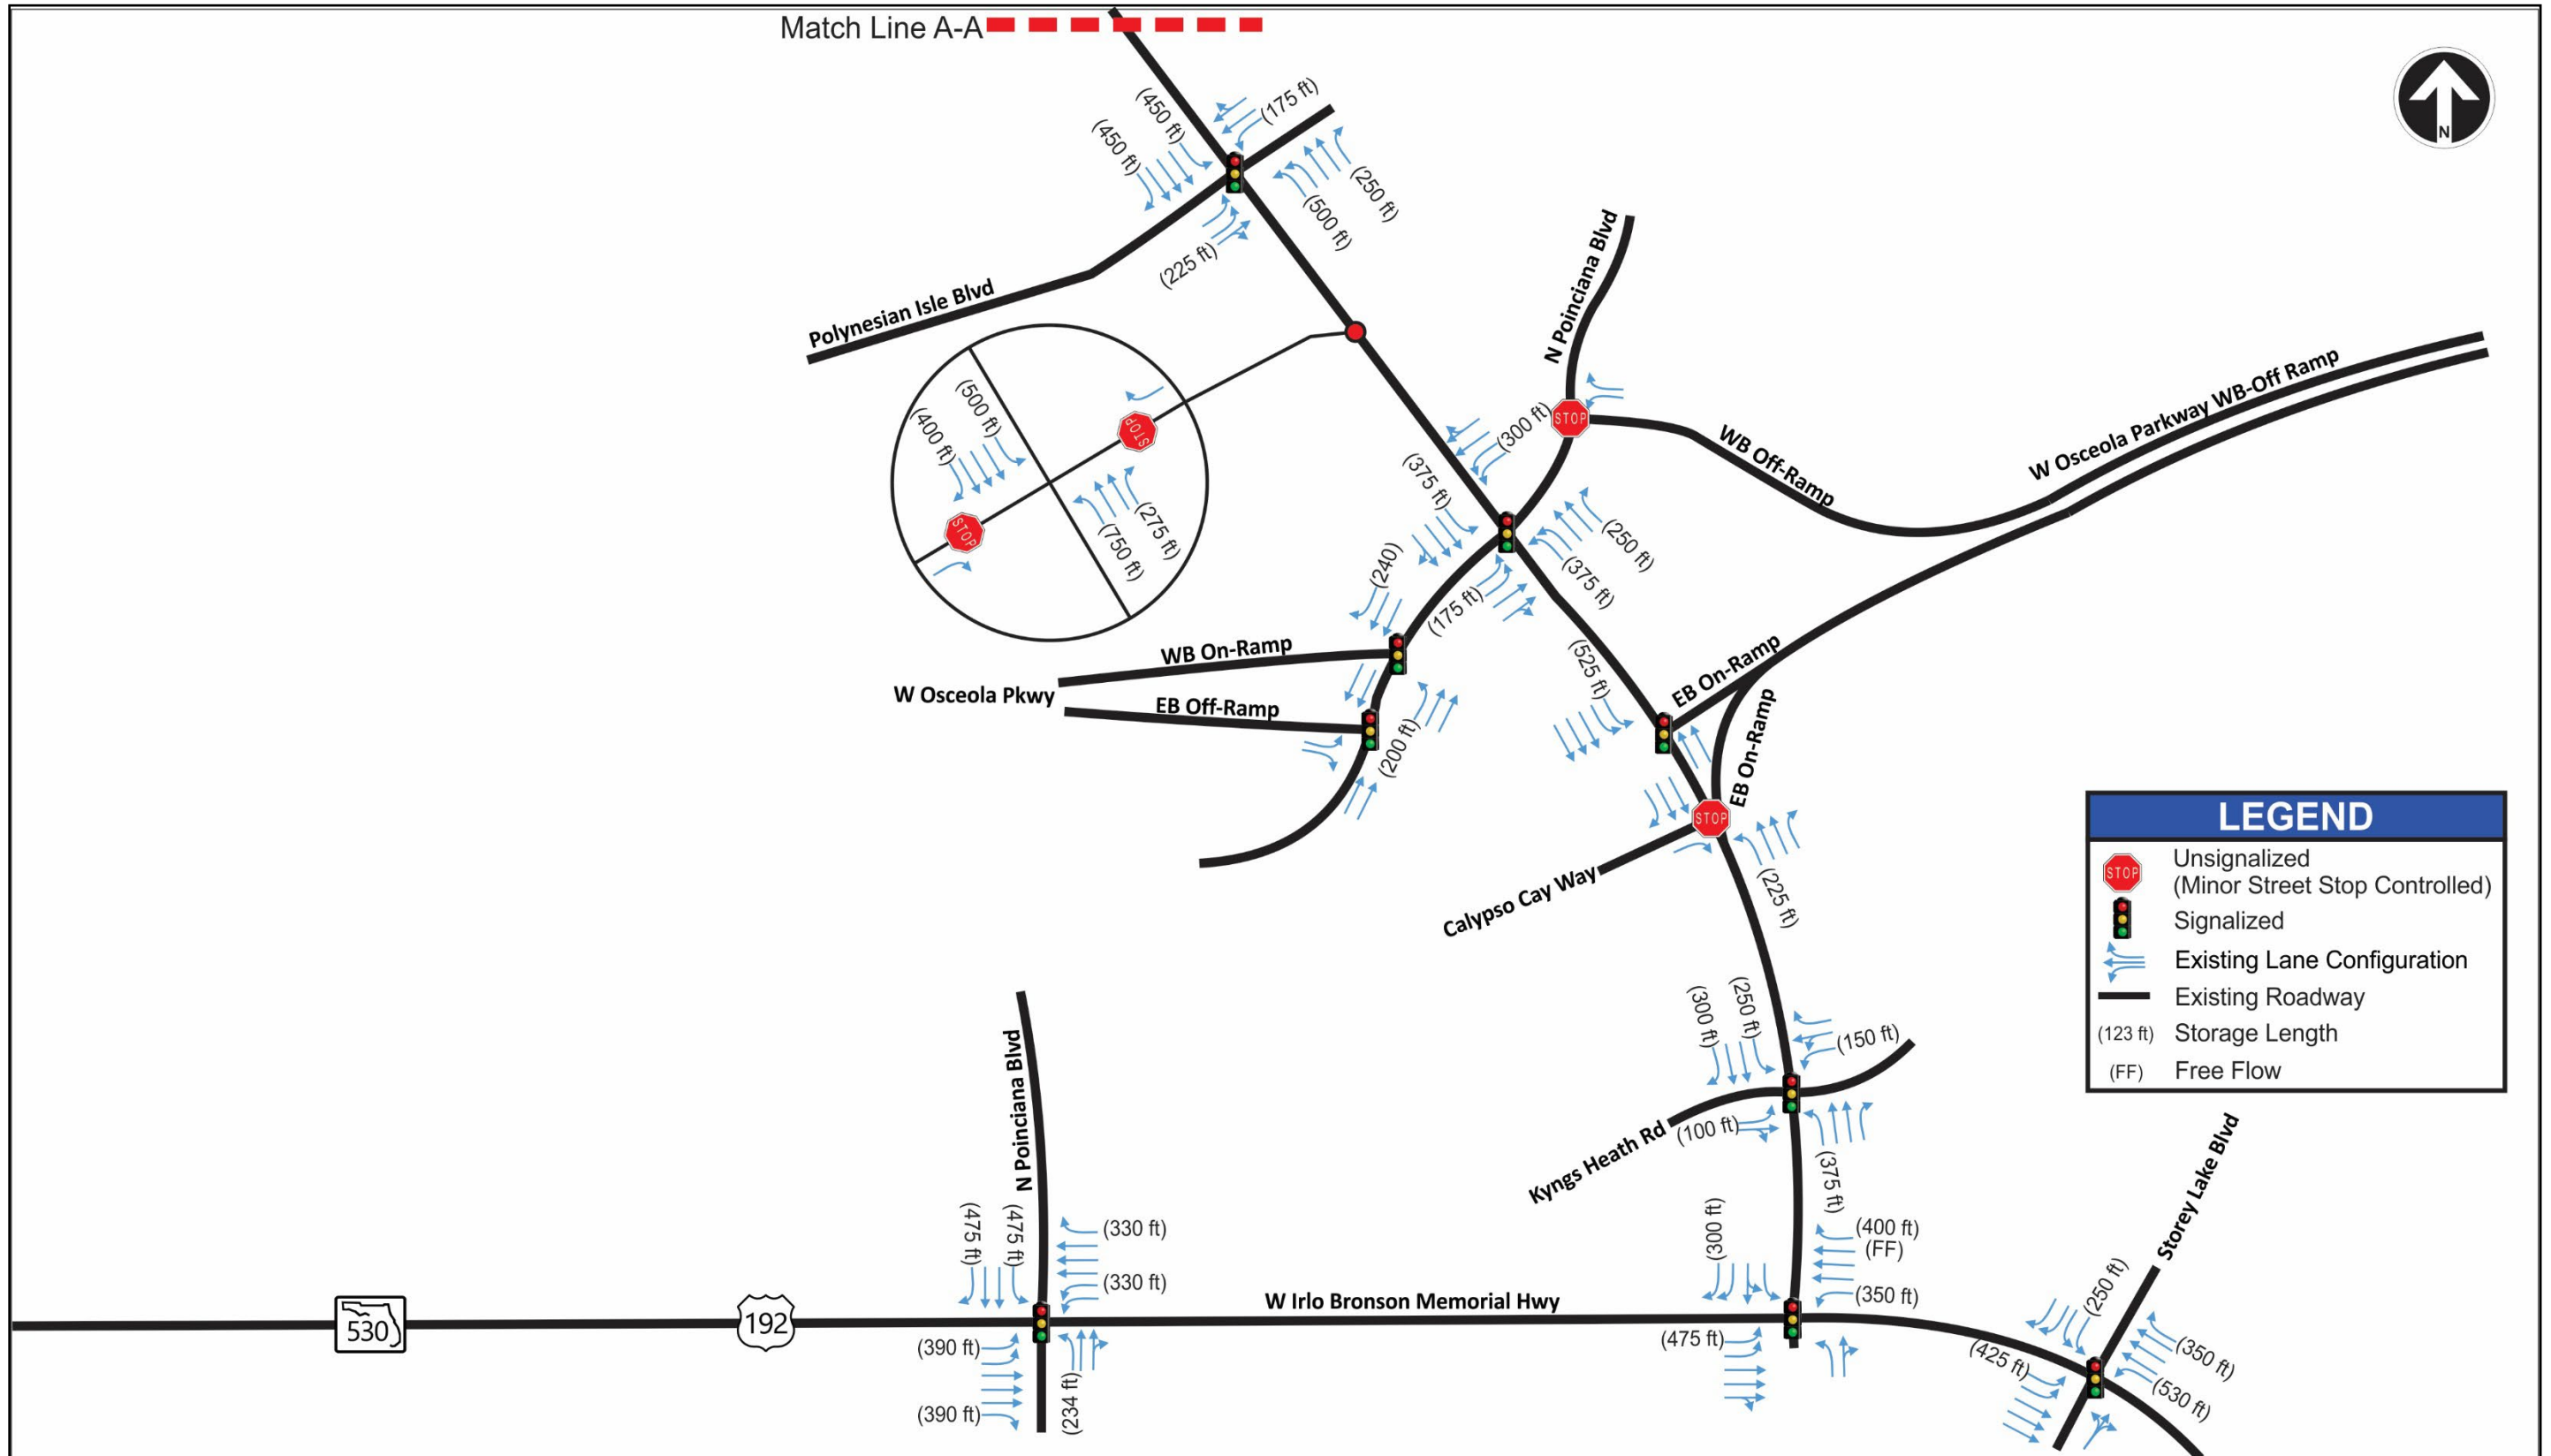 Match Line A-A
N
(450 ft)
(175 ft)
(450 ft)
(250 ft)
(500 ft)
(225 ft)
Polynesian Isle Blvd
N Poinciana Blvd
STOP
(500 ft)
(400 ft)
STOP
(275 ft)
(750 ft)
STOP
(300 ft)
(375 ft)
WB Off-Ramp
W Osceola Parkway WB-Off Ramp
(250 ft)
(375 ft)
(240)
(175 ft)
WB On-Ramp
W Osceola Pkwy
EB Off-Ramp
(200 ft)
(525 ft)
EB On-Ramp
EB On-Ramp
STOP
Calypso Cay Way
(225 ft)
LEGEND
STOP
Unsignalized
(Minor Street Stop Controlled)
Signalized
Existing Lane Configuration
Existing Roadway
(123 ft)
Storage Length
(FF)
Free Flow
(300 ft)
(250 ft)
(150 ft)
Kyngs Heath Rd
(100 ft)
(375 ft)
N Poinciana Blvd
(475 ft)
(475 ft)
(330 ft)
(330 ft)
530
192
W Irlo Bronson Memorial Hwy
(390 ft)
(390 ft)
(234 ft)
(300 ft)
(400 ft)
(FF)
(350 ft)
(475 ft)
Storey Lake Blvd
(250 ft)
(425 ft)
(350 ft)
(530 ft)